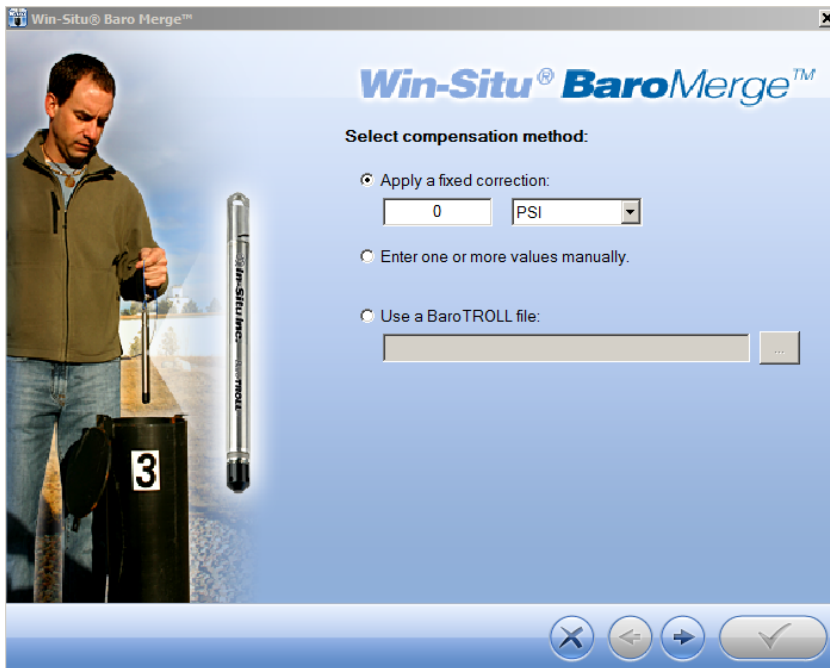 Win-Situ® Baro Merge™
Win-Situ® BaroMerge™
Select compensation method:
Apply a fixed correction:
0 PSI
Enter one or more values manually.
Use a BaroTROLL file:
...
In-Situ Inc.
BaroTROLL
3